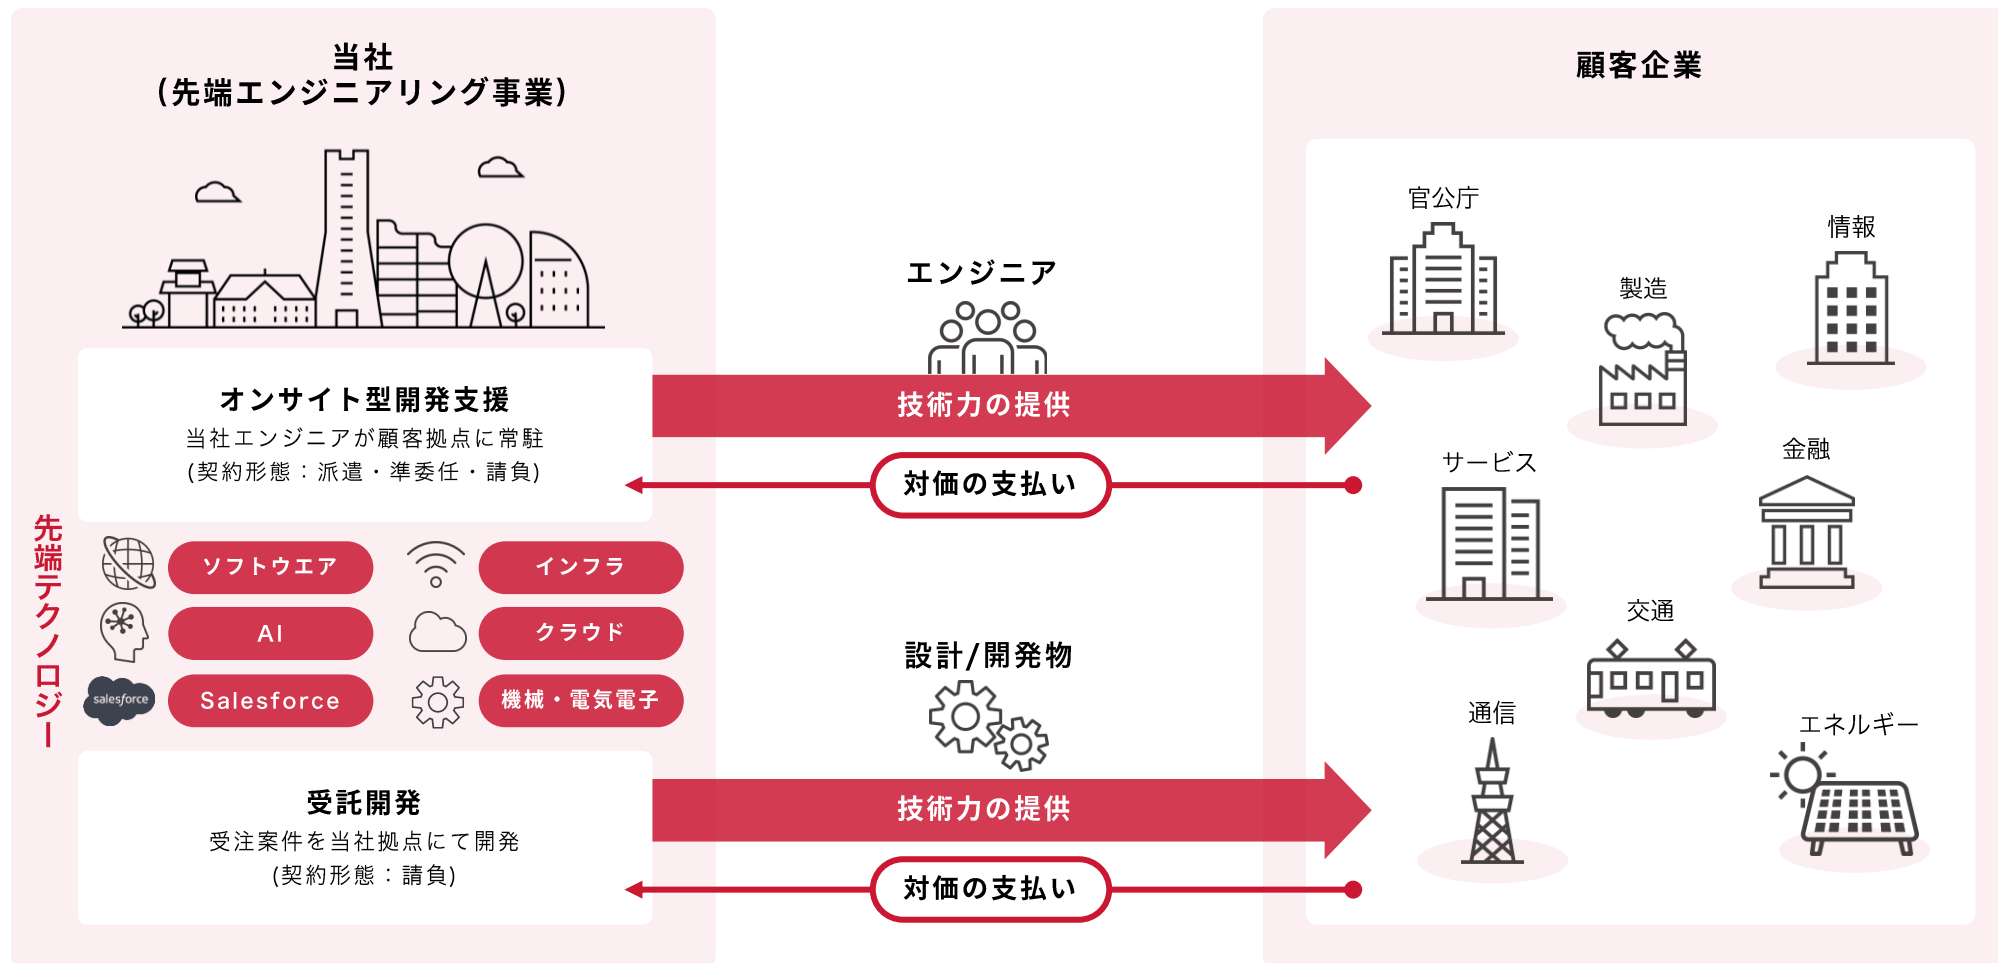 当社
(先端エンジニアリング事業)
オンサイト型開発支援
当社エンジニアが顧客拠点に常駐
(契約形態：派遣・準委任・請負)
先端テクノロジー
ソフトウエア
インフラ
AI
クラウド
salesforce
Salesforce
機械・電気電子
受託開発
受注案件を当社拠点にて開発
(契約形態：請負)
エンジニア
技術力の提供
対価の支払い
設計/開発物
技術力の提供
対価の支払い
顧客企業
官公庁
情報
製造
サービス
金融
交通
通信
エネルギー